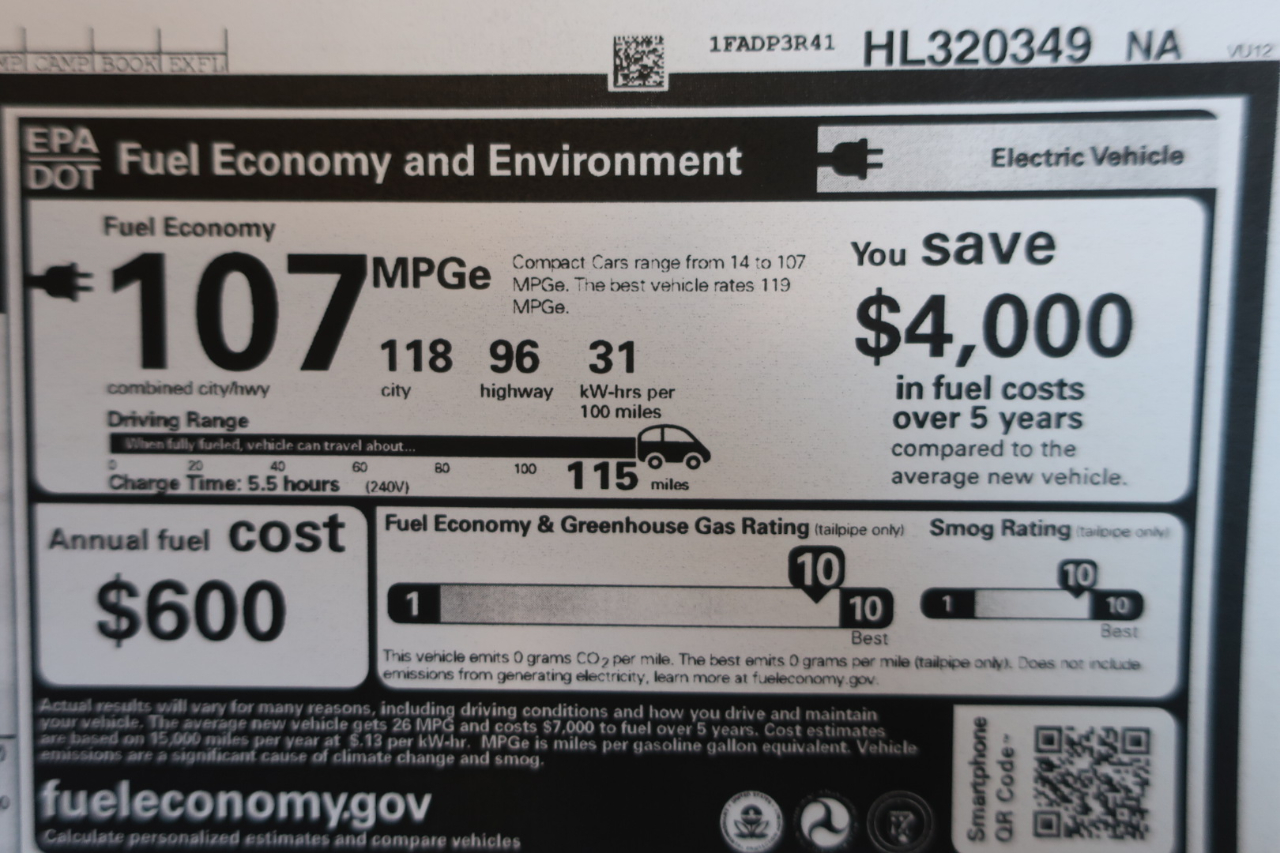 CAMP BOOK EXFL
1FADP3R41 HL320349 NA VU12
EPA
DOT
Fuel Economy and Environment
Electric Vehicle
Fuel Economy
107 MPGe
combined city/hwy
118
city
96
highway
31
kW-hrs per
100 miles
Compact Cars range from 14 to 107
MPGe. The best vehicle rates 119
MPGe.
Driving Range
When fully fueled, vehicle can travel about...
0 20 40 60 80 100 115 miles
Charge Time: 5.5 hours (240V)
You save
$4,000
in fuel costs
over 5 years
compared to the
average new vehicle.
Annual fuel cost
$600
Fuel Economy & Greenhouse Gas Rating (tailpipe only)
10
1 10
Best
Smog Rating (tailpipe only)
10
1 10
Best
This vehicle emits 0 grams CO2 per mile. The best emits 0 grams per mile (tailpipe only). Does not include
emissions from generating electricity, learn more at fueleconomy.gov.
Actual results will vary for many reasons, including driving conditions and how you drive and maintain
your vehicle. The average new vehicle gets 26 MPG and costs $7,000 to fuel over 5 years. Cost estimates
are based on 15,000 miles per year at $.13 per kW-hr. MPGe is miles per gasoline gallon equivalent. Vehicle
emissions are a significant cause of climate change and smog.
fueleconomy.gov
Calculate personalized estimates and compare vehicles
Smartphone
QR Code™